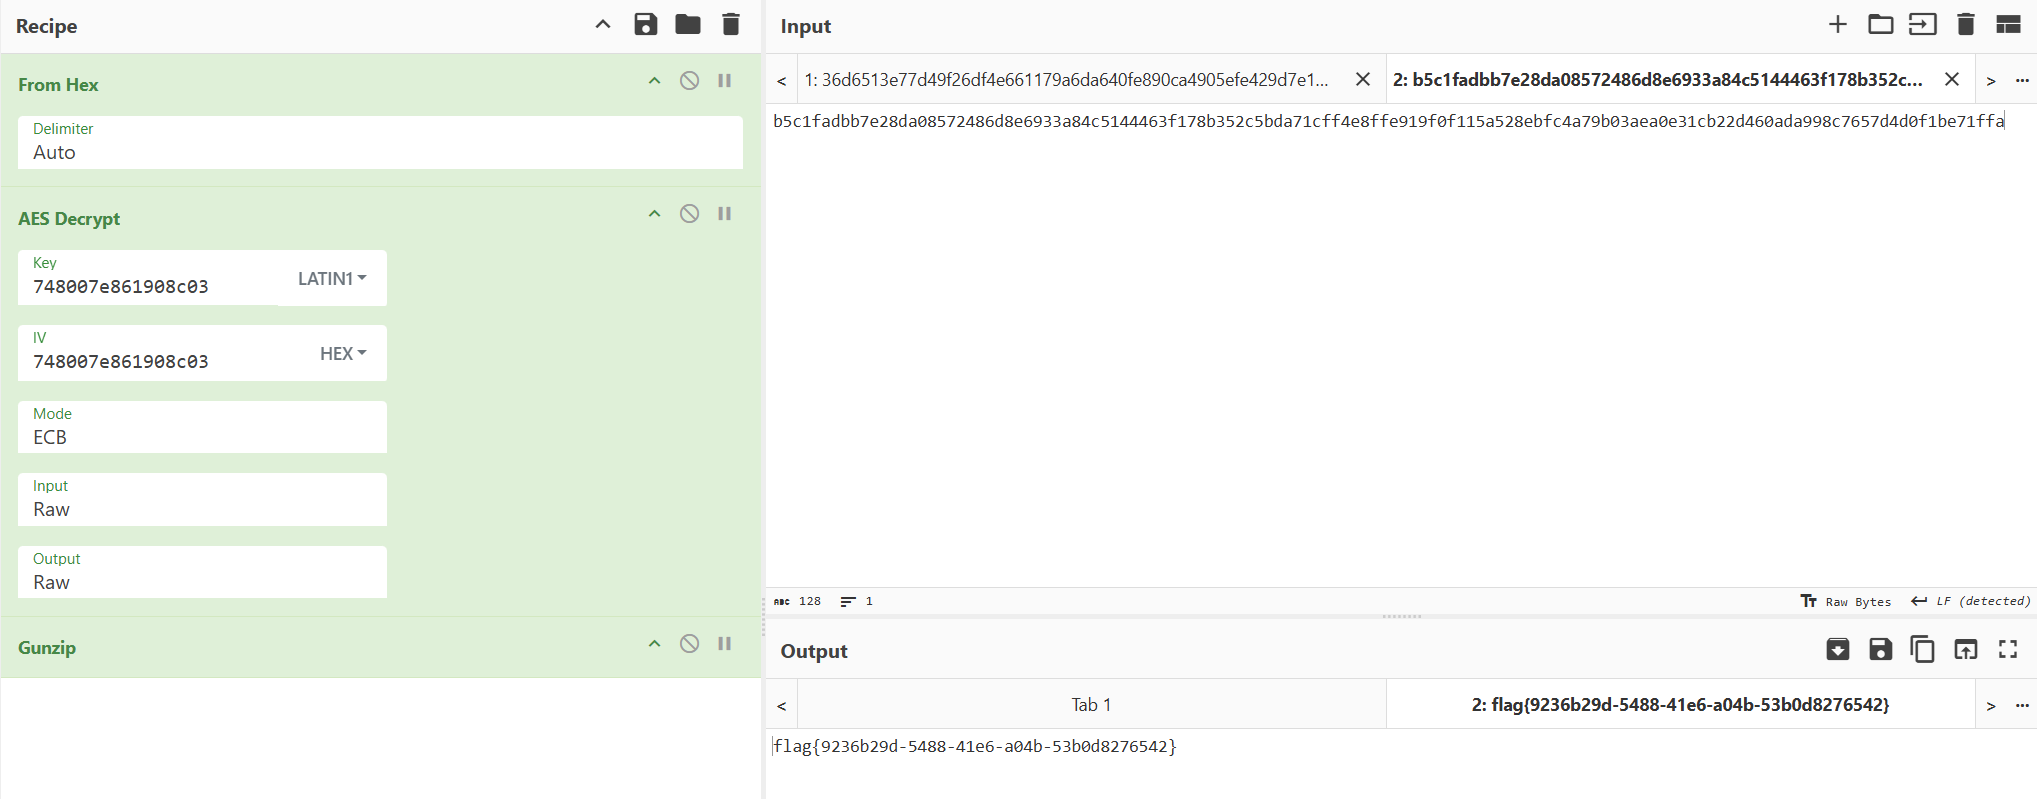 Recipe
From Hex
Delimiter
Auto
AES Decrypt
Key
748007e861908c03
LATIN1
IV
748007e861908c03
HEX
Mode
ECB
Input
Raw
Output
Raw
Gunzip
Input
< 1: 36d6513e77d49f26df4e661179a6da640fe890ca4905efe429d7e1... 2: b5c1fadbb7e28da08572486d8e6933a84c5144463f178b352c... > ...
b5c1fadbb7e28da08572486d8e6933a84c5144463f178b352c5bda71cff4e8ffe919f0f115a528ebfc4a79b03aea0e31cb22d460ada998c7657d4d0f1be71ffa
ABC 128 1 Tт Raw Bytes LF (detected)
Output
< Tab 1 2: flag{9236b29d-5488-41e6-a04b-53b0d8276542} > ...
flag{9236b29d-5488-41e6-a04b-53b0d8276542}